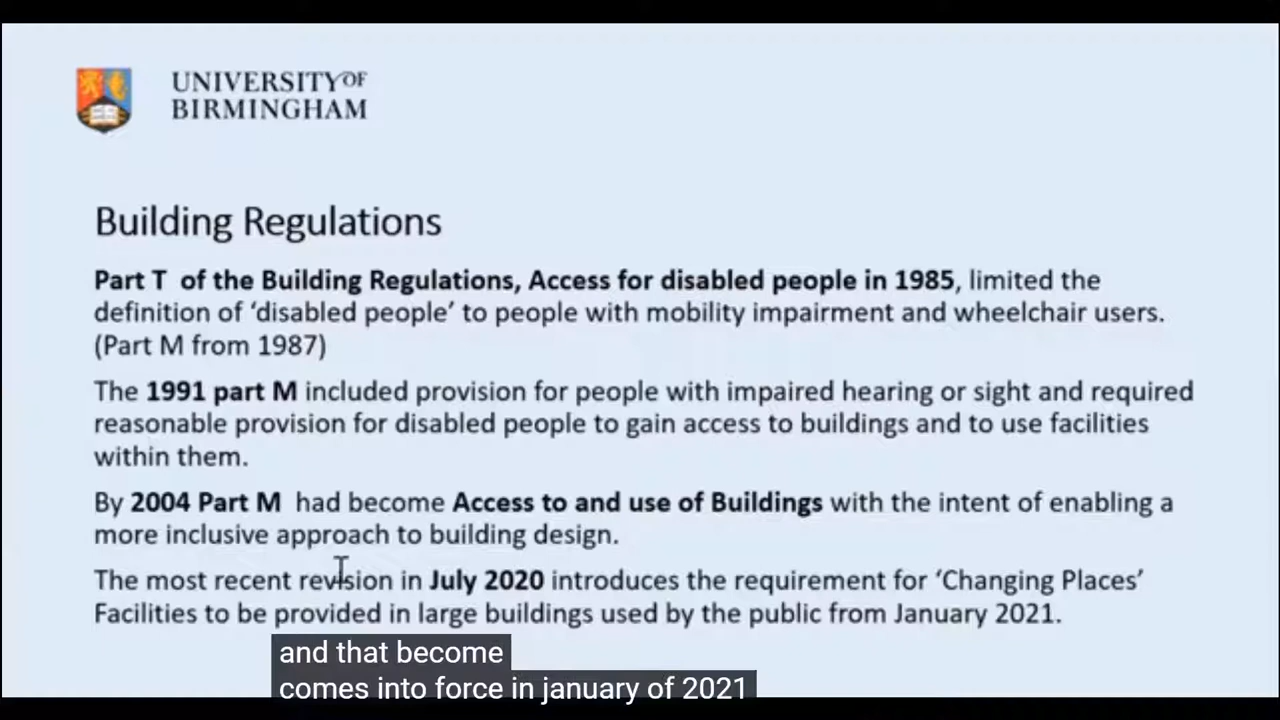 UNIVERSITY OF
BIRMINGHAM
Building Regulations
Part T of the Building Regulations, Access for disabled people in 1985, limited the
definition of ‘disabled people’ to people with mobility impairment and wheelchair users.
(Part M from 1987)
The 1991 part M included provision for people with impaired hearing or sight and required
reasonable provision for disabled people to gain access to buildings and to use facilities
within them.
By 2004 Part M had become Access to and use of Buildings with the intent of enabling a
more inclusive approach to building design.
The most recent revision in July 2020 introduces the requirement for ‘Changing Places’
Facilities to be provided in large buildings used by the public from January 2021.
and that become
comes into force in january of 2021